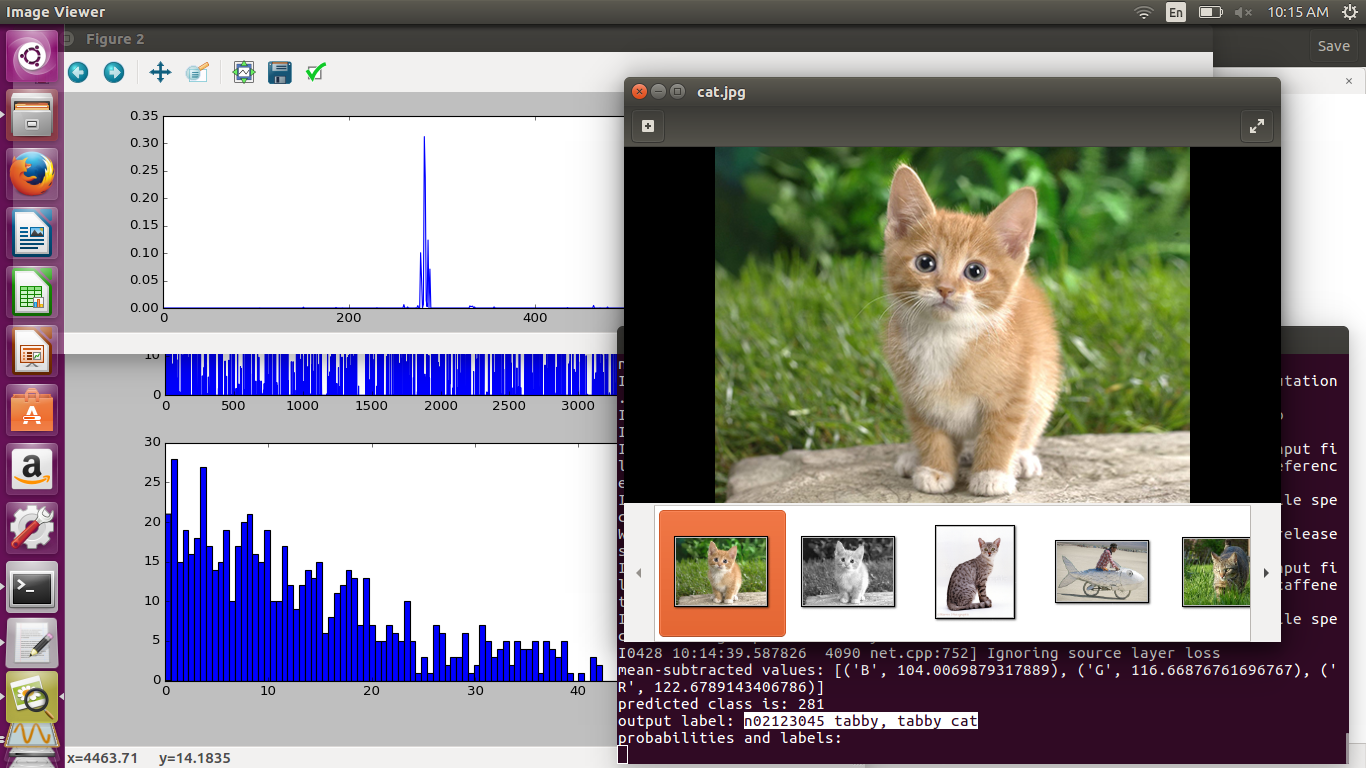 Image Viewer
En
10:15 AM
Figure 2
Save
cat.jpg
0.35
0.30
0.25
0.20
0.15
0.10
0.05
0.00
0
200
400
10
0
0
500
1000
1500
2000
2500
3000
30
25
20
15
10
5
0
0
10
20
30
40
utation
put fi
ferenc
le spe
release
put fi
caffene
le spe
I0428 10:14:39.587826  4090 net.cpp:752] Ignoring source layer loss
mean-subtracted values: [('B', 104.0069879317889), ('G', 116.66876761696767), ('
R', 122.6789143406786)]
predicted class is: 281
output label: n02123045 tabby, tabby cat
probabilities and labels:
x=4463.71 y=14.1835